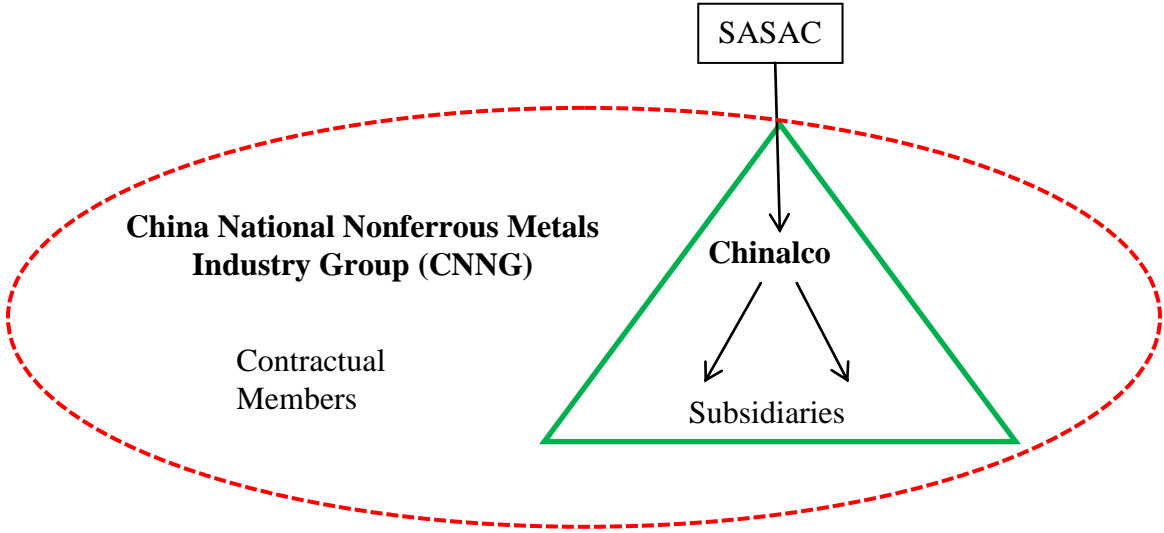 SASAC
China National Nonferrous Metals
Industry Group (CNNG)
Chinalco
Contractual
Members
Subsidiaries